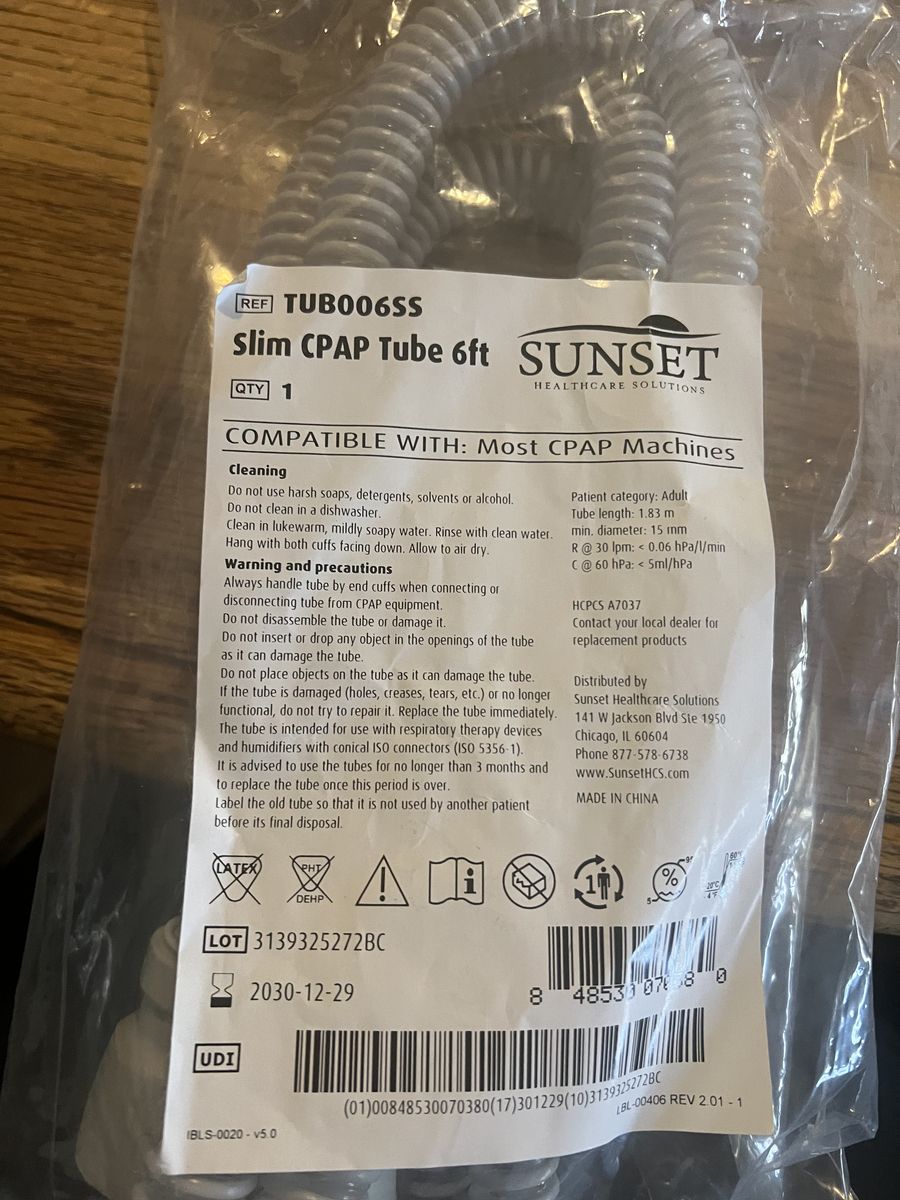 REF TUB006SS
Slim CPAP Tube 6ft
QTY 1
SUNSET
HEALTHCARE SOLUTIONS
COMPATIBLE WITH: Most CPAP Machines
Cleaning
Do not use harsh soaps, detergents, solvents or alcohol.
Do not clean in a dishwasher.
Clean in lukewarm, mildly soapy water. Rinse with clean water.
Hang with both cuffs facing down. Allow to air dry.
Warning and precautions
Always handle tube by end cuffs when connecting or
disconnecting tube from CPAP equipment.
Do not disassemble the tube or damage it.
Do not insert or drop any object in the openings of the tube
as it can damage the tube.
Do not place objects on the tube as it can damage the tube.
If the tube is damaged (holes, creases, tears, etc.) or no longer
functional, do not try to repair it. Replace the tube immediately.
The tube is intended for use with respiratory therapy devices
and humidifiers with conical ISO connectors (ISO 5356-1).
It is advised to use the tubes for no longer than 3 months and
to replace the tube once this period is over.
Label the old tube so that it is not used by another patient
before its final disposal.
Patient category: Adult
Tube length: 1.83 m
min. diameter: 15 mm
R @ 30 lpm: < 0.06 hPa/l/min
C @ 60 hPa: < 5ml/hPa
HCPCS A7037
Contact your local dealer for
replacement products
Distributed by
Sunset Healthcare Solutions
141 W Jackson Blvd Ste 1950
Chicago, IL 60604
Phone 877-578-6738
www.SunsetHCS.com
MADE IN CHINA
LATEX
PHT
DEHP
i
1
%
5
LOT 3139325272BC
2030-12-29
8 0
UDI
(01)00848530070380(17)301229(10)3139325272BC
LBL-00406 REV 2.01 - 1
IBLS-0020 - v5.0